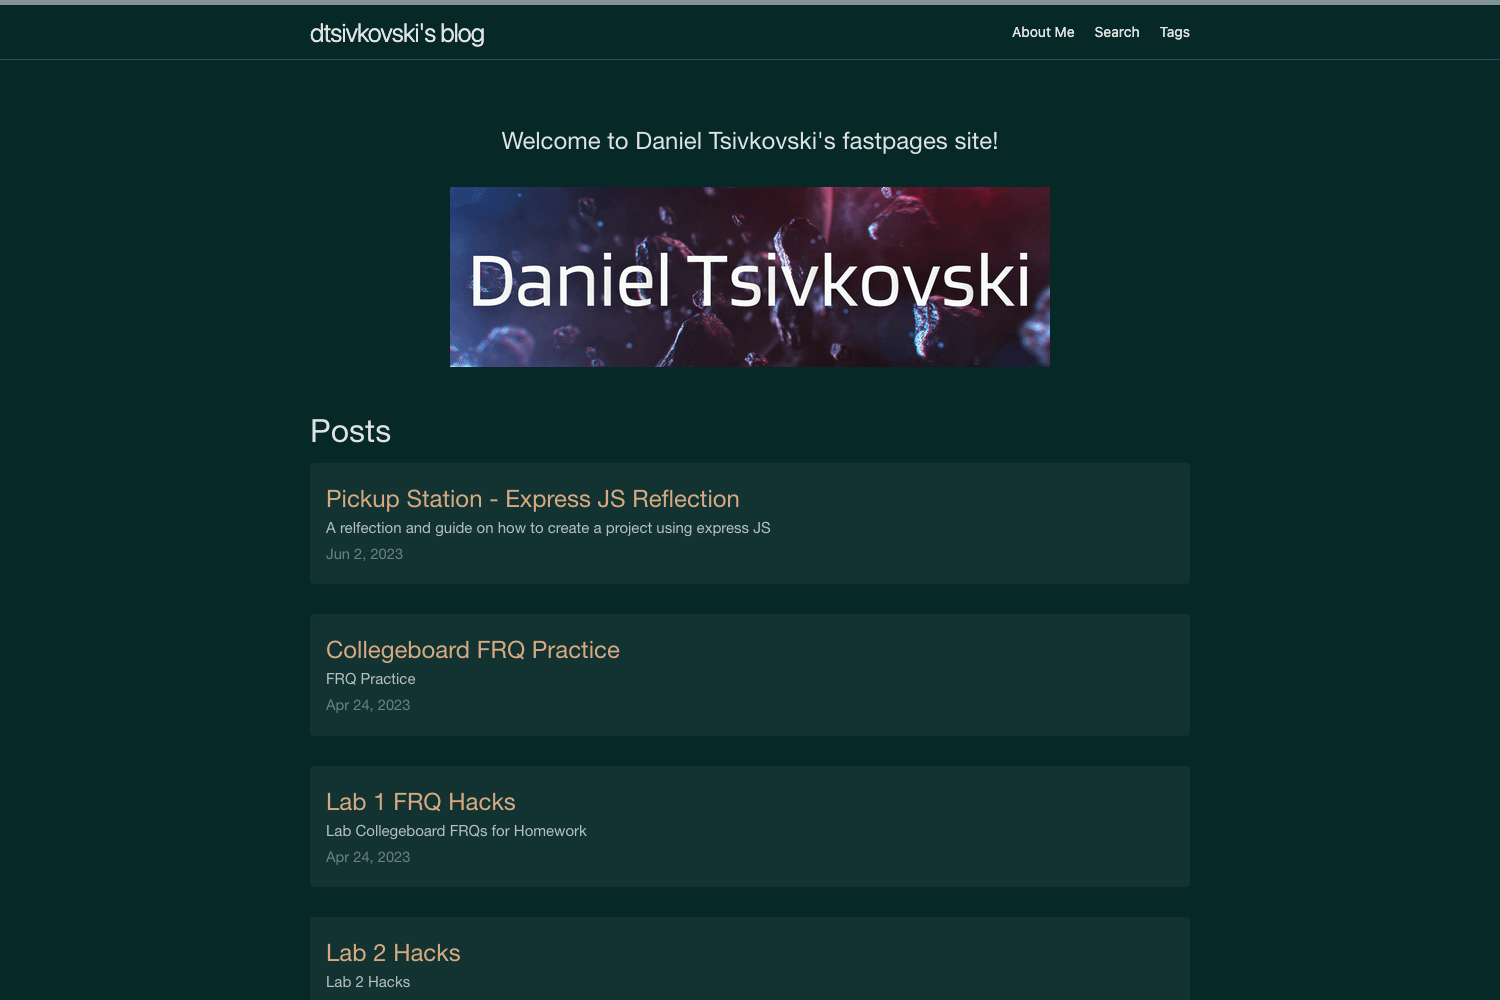 dtsivkovski's blog
About Me Search Tags
Welcome to Daniel Tsivkovski's fastpages site!
Daniel Tsivkovski
Posts
Pickup Station - Express JS Reflection
A relfection and guide on how to create a project using express JS
Jun 2, 2023
Collegeboard FRQ Practice
FRQ Practice
Apr 24, 2023
Lab 1 FRQ Hacks
Lab Collegeboard FRQs for Homework
Apr 24, 2023
Lab 2 Hacks
Lab 2 Hacks